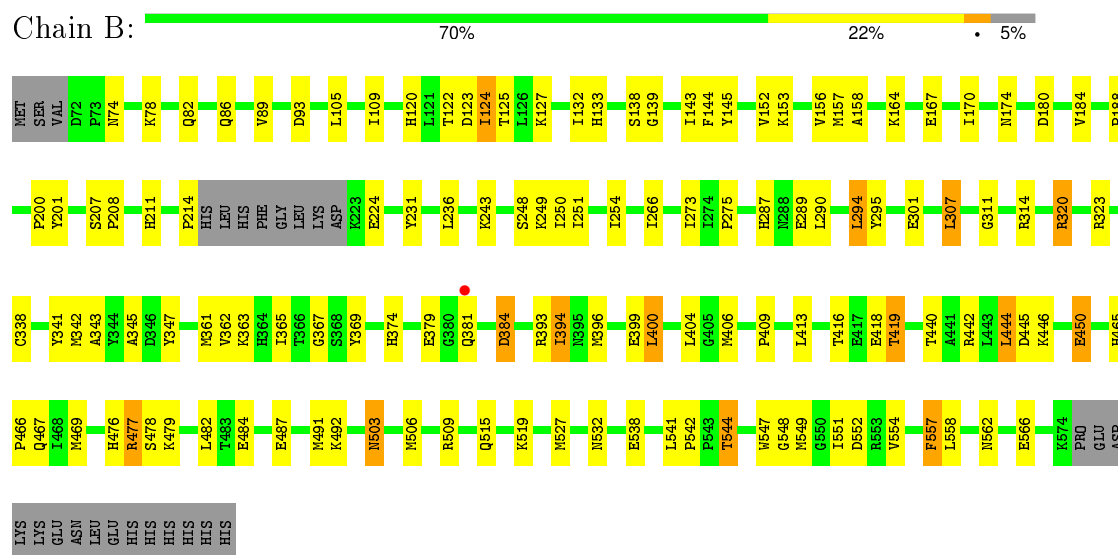 Chain B:
70% 22% • 5%
MET SER VAL D72 P73 N74 K78 Q82 Q86 V89 D93 L105 I109 H120 L121 T122 D123 I124 T125 L126 K127 I132 H133 S138 G139 I143 F144 Y145 V152 K153 V156 M157 A158 K164 E167 I170 N174 D180 V184
P200 Y201 S207 P208 H211 P214 HIS LEU HIS PHE GLY LEU LYS ASP K223 E224 Y231 L236 K243 S248 K249 I250 I251 I254 I266 I273 I274 P275 H287 N288 E289 L290 L294 Y295 E301 L307 G311 R314 R320 R323
C338 Y341 M342 A343 Y344 A345 D346 Y347 M361 V362 K363 H364 I365 T366 G367 S368 Y369 H374 E379 G380 Q381 D384 R393 I394 N395 M396 E399 L400 L404 G405 M406 P409 L413 T416 E417 E418 T419 T440 A441 R442 L443 L444 D445 K446 E450 H465
P466 Q467 I468 M469 H476 R477 S478 K479 L482 T483 E484 E487 M491 K492 N503 M506 R509 Q515 K519 M527 N532 E538 L541 P542 P543 T544 W547 G548 M549 G550 I551 D552 R553 V554 F557 L558 N562 E566 K574 PRO GLU ASP
LYS LYS GLU ASN LEU GLU HIS HIS HIS HIS HIS HIS